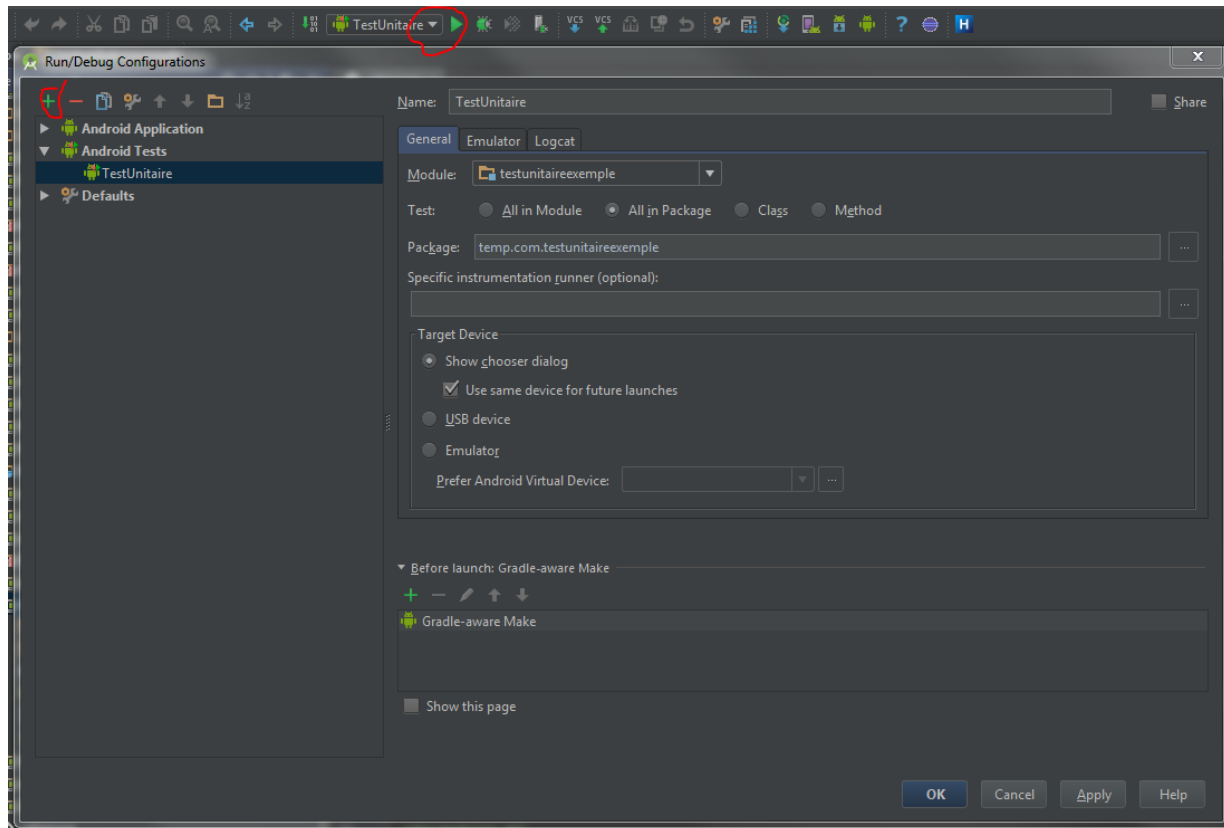 TestUnitaire
VCS VCS ? H
Run/Debug Configurations
Name: TestUnitaire Share
Android Application
Android Tests
TestUnitaire
Defaults
General Emulator Logcat
Module: testunitaireexemple
Test: All in Module All in Package Class Method
Package: temp.com.testunitaireexemple ...
Specific instrumentation runner (optional):
...
Target Device
Show chooser dialog
Use same device for future launches
USB device
Emulator
Prefer Android Virtual Device: ...
Before launch: Gradle-aware Make
Gradle-aware Make
Show this page
OK Cancel Apply Help